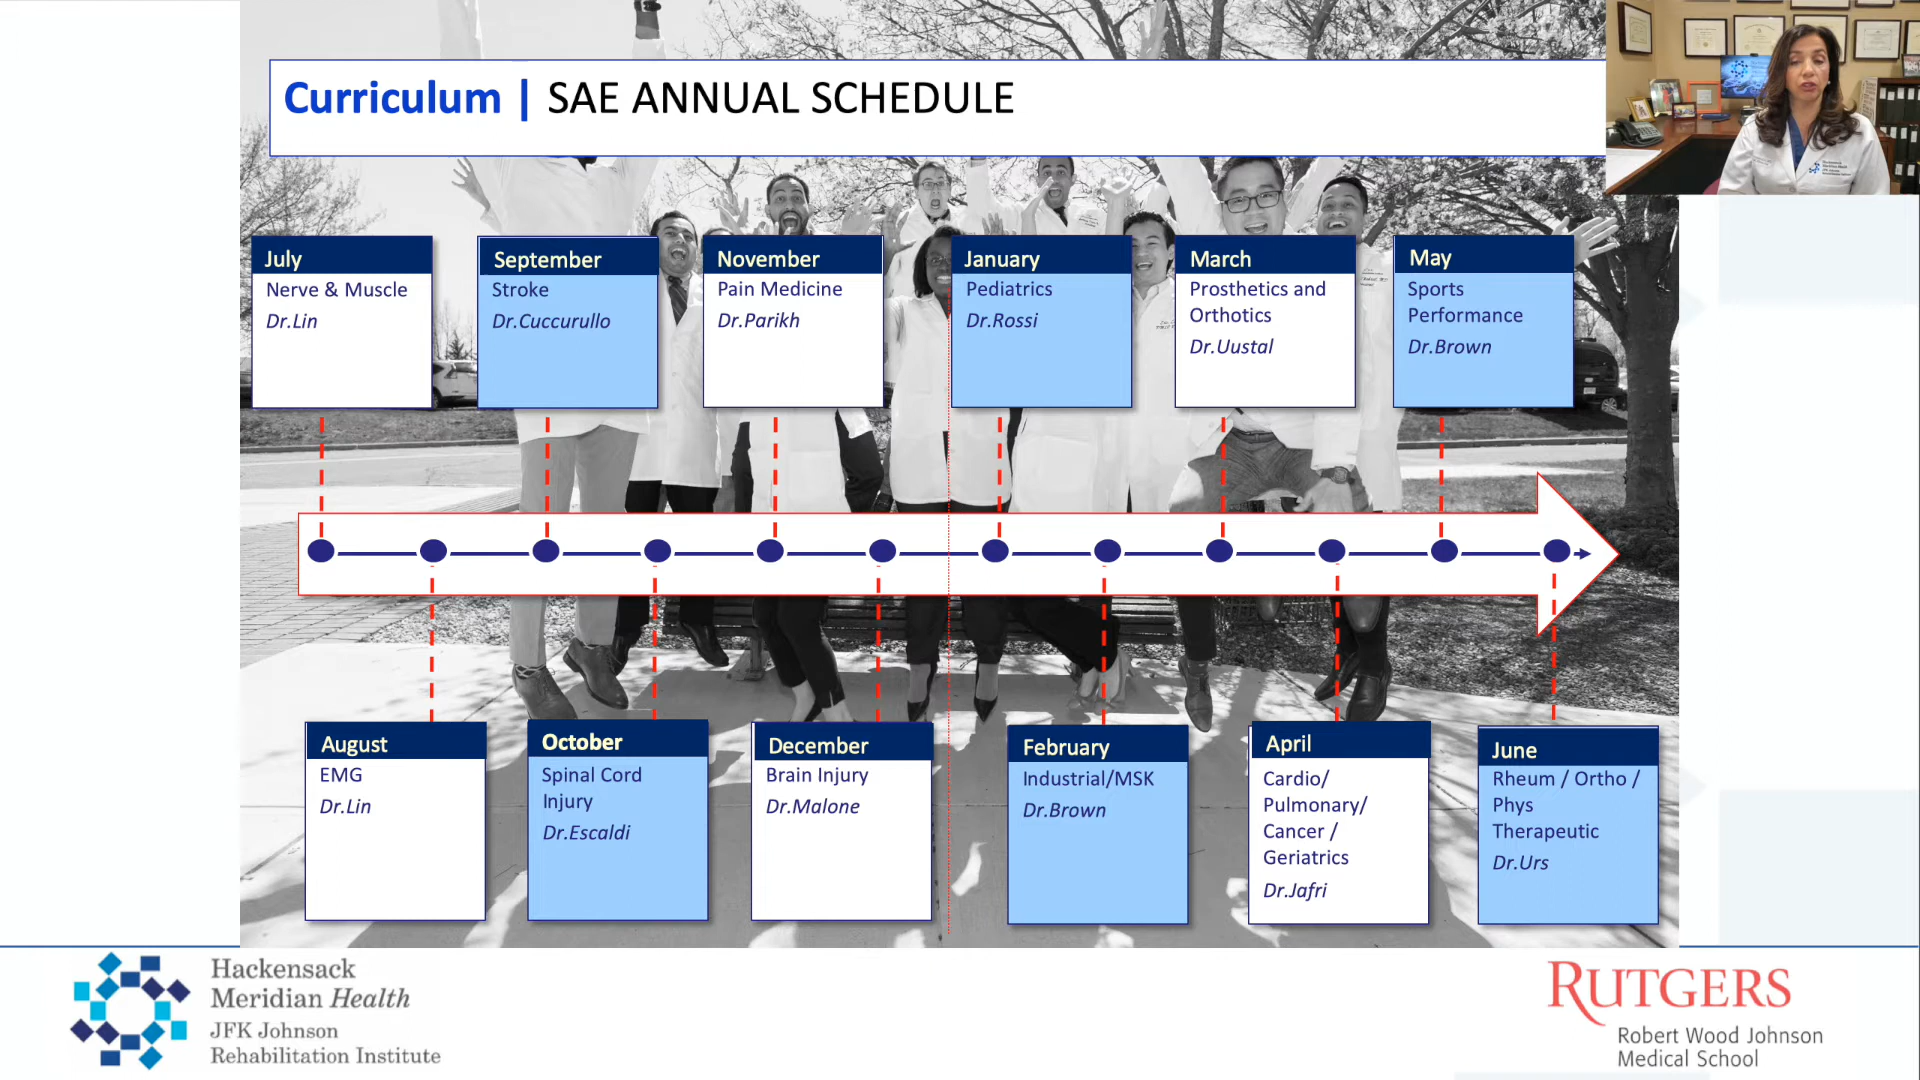 Curriculum | SAE ANNUAL SCHEDULE
July
Nerve & Muscle
Dr.Lin
September
Stroke
Dr.Cuccurullo
November
Pain Medicine
Dr.Parikh
January
Pediatrics
Dr.Rossi
March
Prosthetics and
Orthotics
Dr.Uustal
May
Sports
Performance
Dr.Brown
August
EMG
Dr.Lin
October
Spinal Cord
Injury
Dr.Escaldi
December
Brain Injury
Dr.Malone
February
Industrial/MSK
Dr.Brown
April
Cardio/
Pulmonary/
Cancer /
Geriatrics
Dr.Jafri
June
Rheum / Ortho /
Phys
Therapeutic
Dr.Urs
Hackensack
Meridian Health
JFK Johnson
Rehabilitation Institute
RUTGERS
Robert Wood Johnson
Medical School